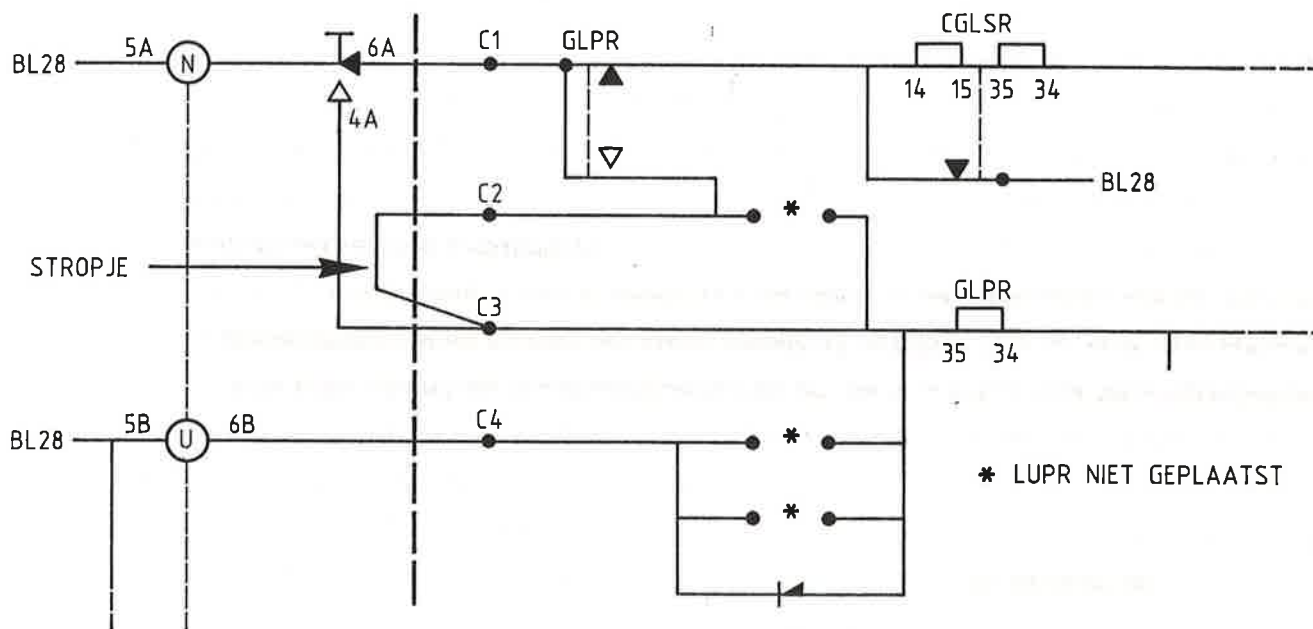 CGLSR
5A
6A
C1
GLPR
BL28
N
14 15 35 34
4A
BL28
C2
*
STROPJE
C3
GLPR
35 34
5B
6B
C4
BL28
U
*
* LUPR NIET GEPLAATST
*